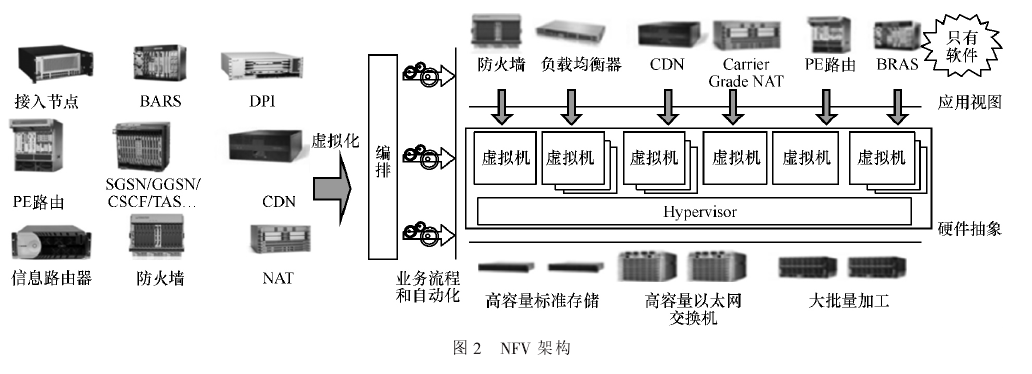 接入节点
BARS
DPI
PE路由
SGSN/GGSN/
CSCF/TAS…
CDN
信息路由器
防火墙
NAT
虚拟化
编
排
业务流程
和自动化
防火墙
负载均衡器
CDN
Carrier
Grade NAT
PE路由
BRAS
只有
软件
应用视图
虚拟机
虚拟机
虚拟机
虚拟机
虚拟机
虚拟机
Hypervisor
硬件抽象
高容量标准存储
高容量以太网
交换机
大批量加工
图2 NFV 架构